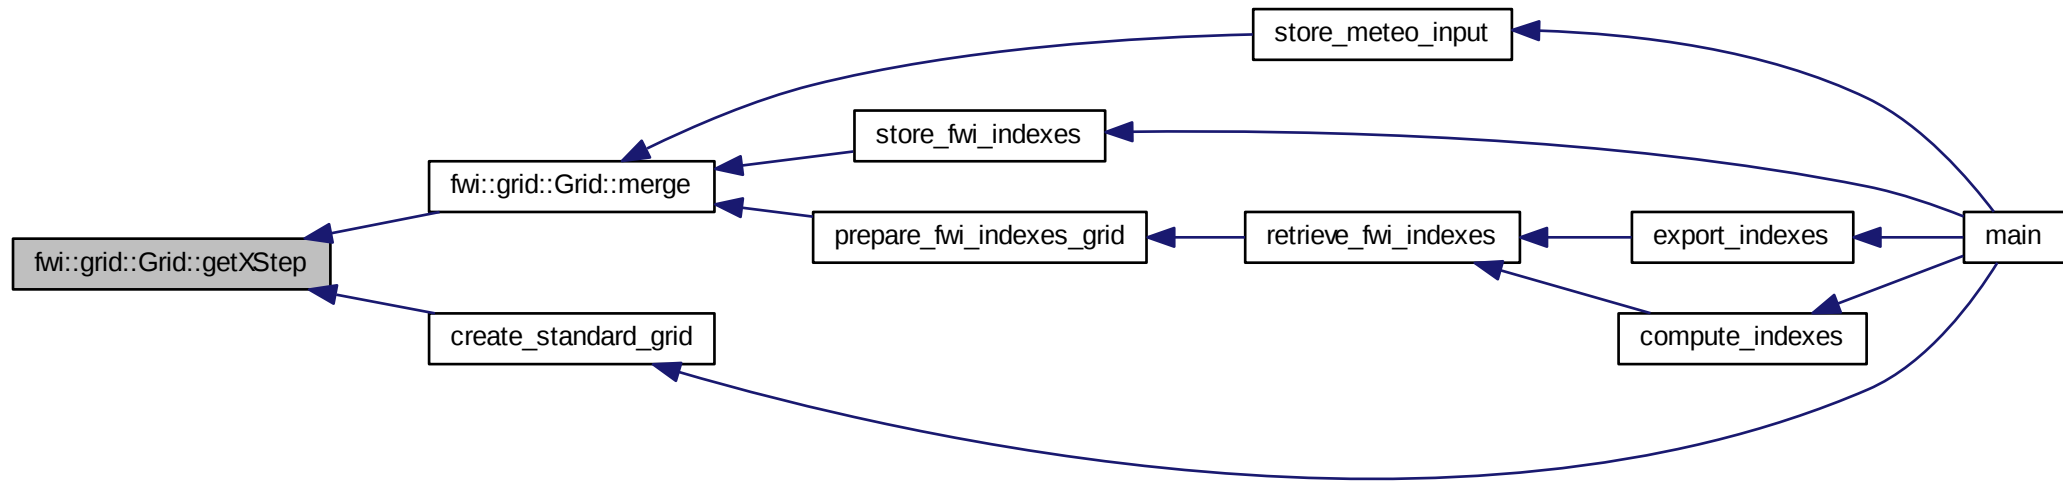 store_meteo_input
store_fwi_indexes
fwi::grid::Grid::merge
prepare_fwi_indexes_grid
retrieve_fwi_indexes
export_indexes
main
fwi::grid::Grid::getXStep
create_standard_grid
compute_indexes